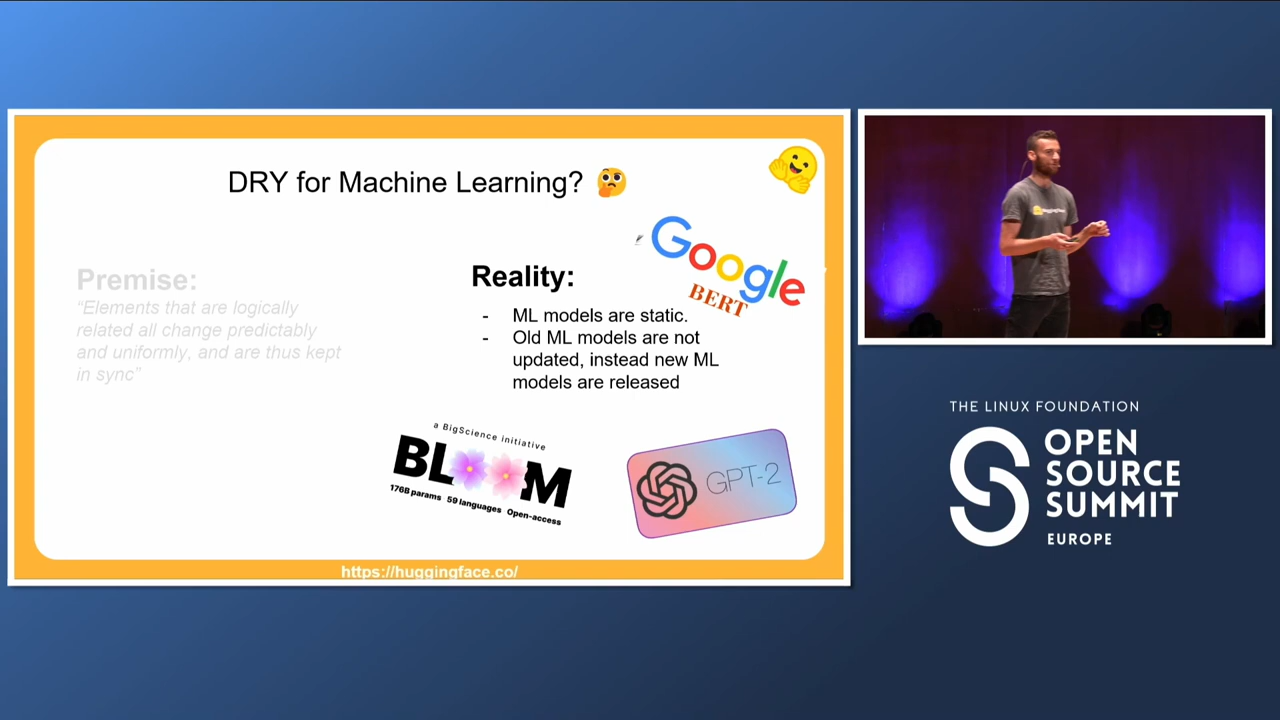 DRY for Machine Learning? 🤔
Premise:
“Elements that are logically
related all change predictably
and uniformly, and are thus kept
in sync”
Reality:
- ML models are static.
- Old ML models are not
updated, instead new ML
models are released
Google
BERT
a BigScience initiative
BLOOM
176B params 59 languages Open-access
GPT-2
https://huggingface.co/
HuggingFace
THE LINUX FOUNDATION
OPEN
SOURCE
SUMMIT
EUROPE